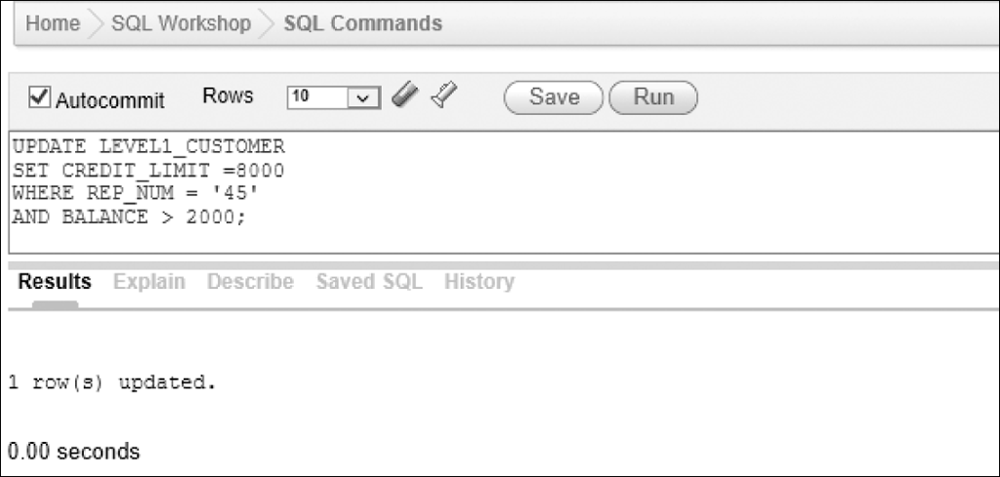 Home SQL Workshop SQL Commands
Autocommit Rows 10 Save Run
UPDATE LEVEL1_CUSTOMER
SET CREDIT_LIMIT =8000
WHERE REP_NUM = '45'
AND BALANCE > 2000;
Results Explain Describe Saved SQL History
1 row(s) updated.
0.00 seconds